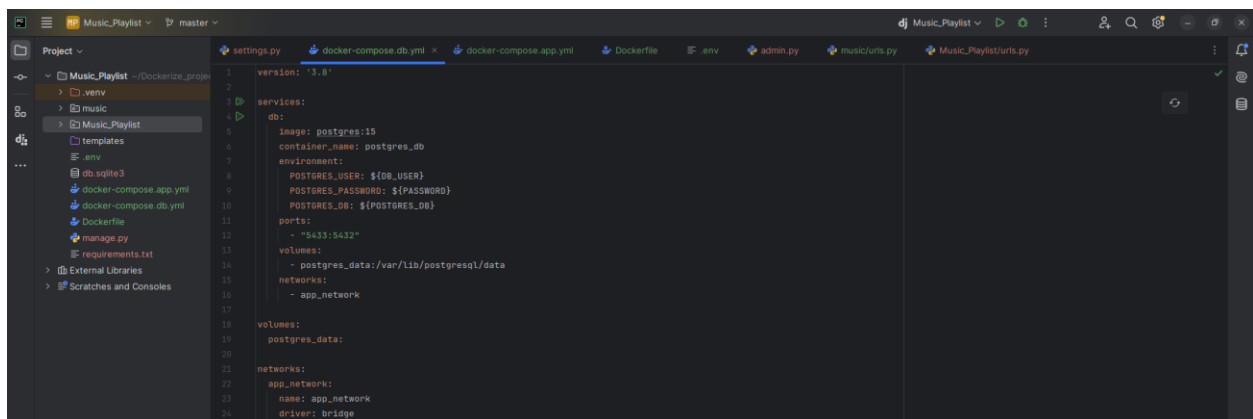 MP Music_Playlist master
dj Music_Playlist
Project
settings.py docker-compose.db.yml docker-compose.app.yml Dockerfile .env admin.py music/urls.py Music_Playlist/urls.py
Music_Playlist ~/Dockerize_proje
.venv
music
Music_Playlist
templates
.env
db.sqlite3
docker-compose.app.yml
docker-compose.db.yml
Dockerfile
manage.py
requirements.txt
External Libraries
Scratches and Consoles
1 version: '3.8'
2
3 services:
4 db:
5 image: postgres:15
6 container_name: postgres_db
7 environment:
8 POSTGRES_USER: ${DB_USER}
9 POSTGRES_PASSWORD: ${PASSWORD}
10 POSTGRES_DB: ${POSTGRES_DB}
11 ports:
12 - "5433:5432"
13 volumes:
14 - postgres_data:/var/lib/postgresql/data
15 networks:
16 - app_network
17
18 volumes:
19 postgres_data:
20
21 networks:
22 app_network:
23 name: app_network
24 driver: bridge